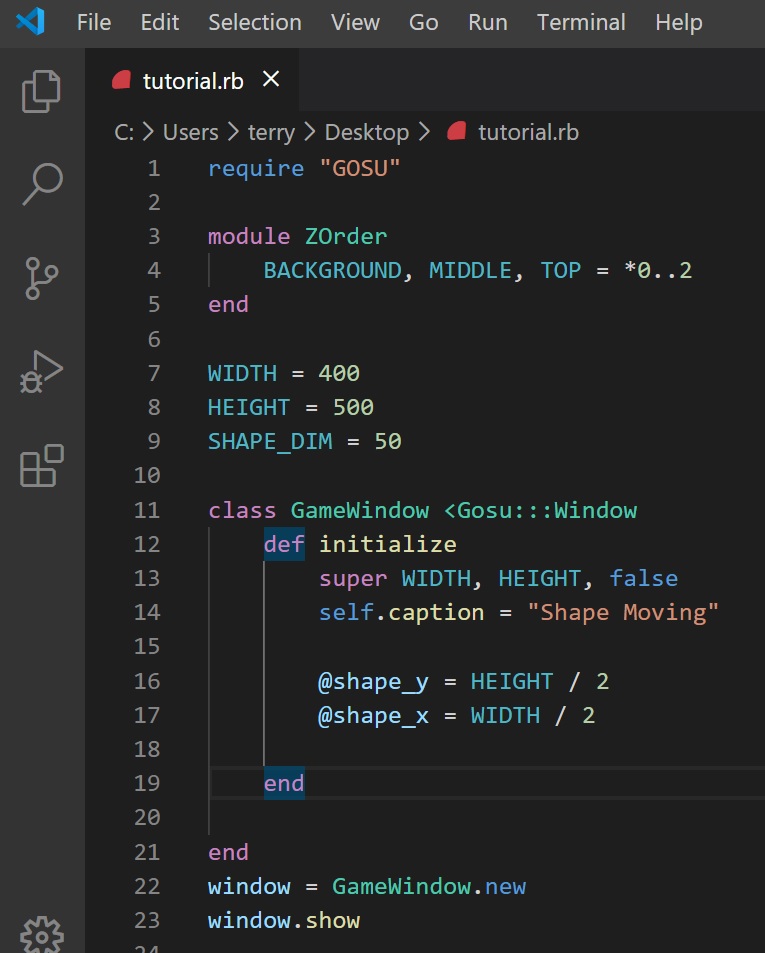 File Edit Selection View Go Run Terminal Help
tutorial.rb ×
C: > Users > terry > Desktop > tutorial.rb
1 require "GOSU"
2
3 module ZOrder
4     BACKGROUND, MIDDLE, TOP = *0..2
5 end
6
7 WIDTH = 400
8 HEIGHT = 500
9 SHAPE_DIM = 50
10
11 class GameWindow <Gosu:::Window
12     def initialize
13         super WIDTH, HEIGHT, false
14         self.caption = "Shape Moving"
15
16         @shape_y = HEIGHT / 2
17         @shape_x = WIDTH / 2
18
19     end
20
21 end
22 window = GameWindow.new
23 window.show
24